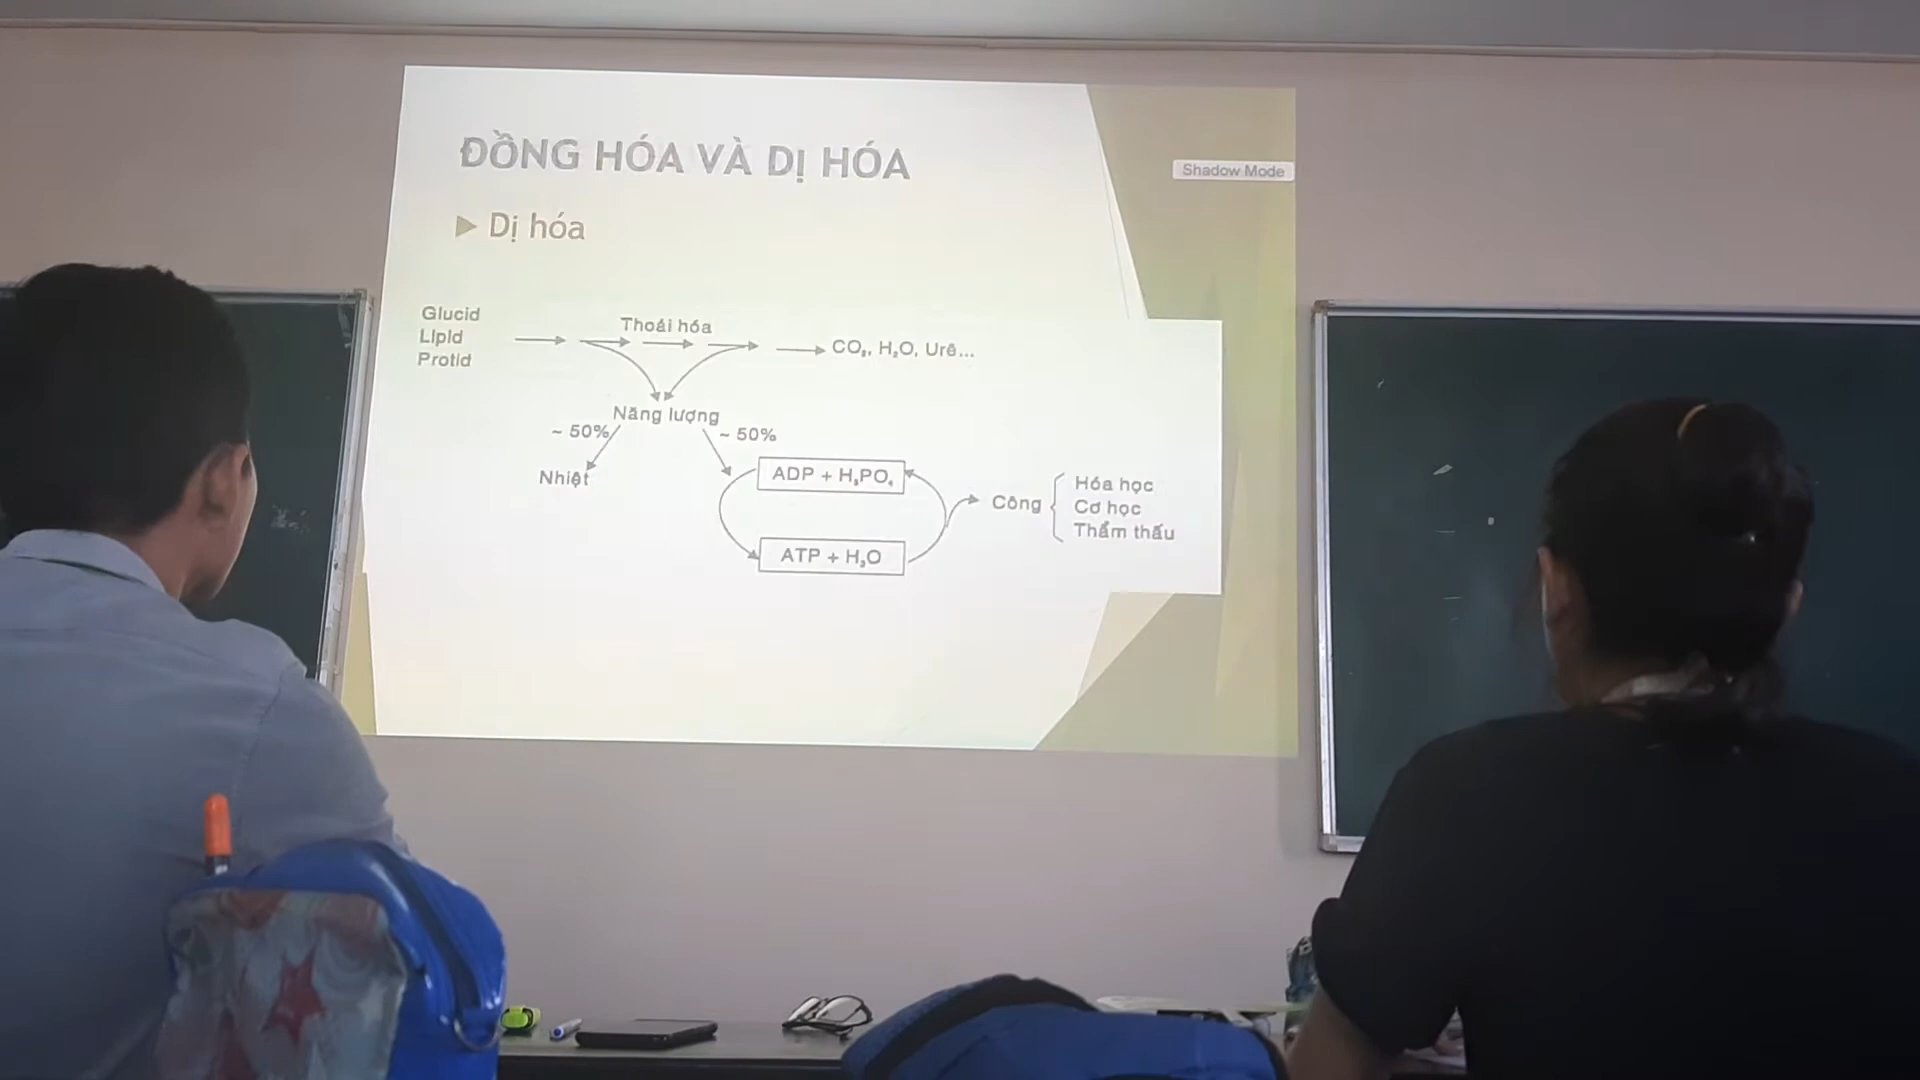 ĐỒNG HÓA VÀ DỊ HÓA
Shadow Mode
Dị hóa
Glucid
Lipid
Protid
Thoái hóa
CO₂, H₂O, Urê...
Năng lượng
~ 50%
~ 50%
Nhiệt
ADP + H₃PO₄
ATP + H₂O
Công
Hóa học
Cơ học
Thẩm thấu